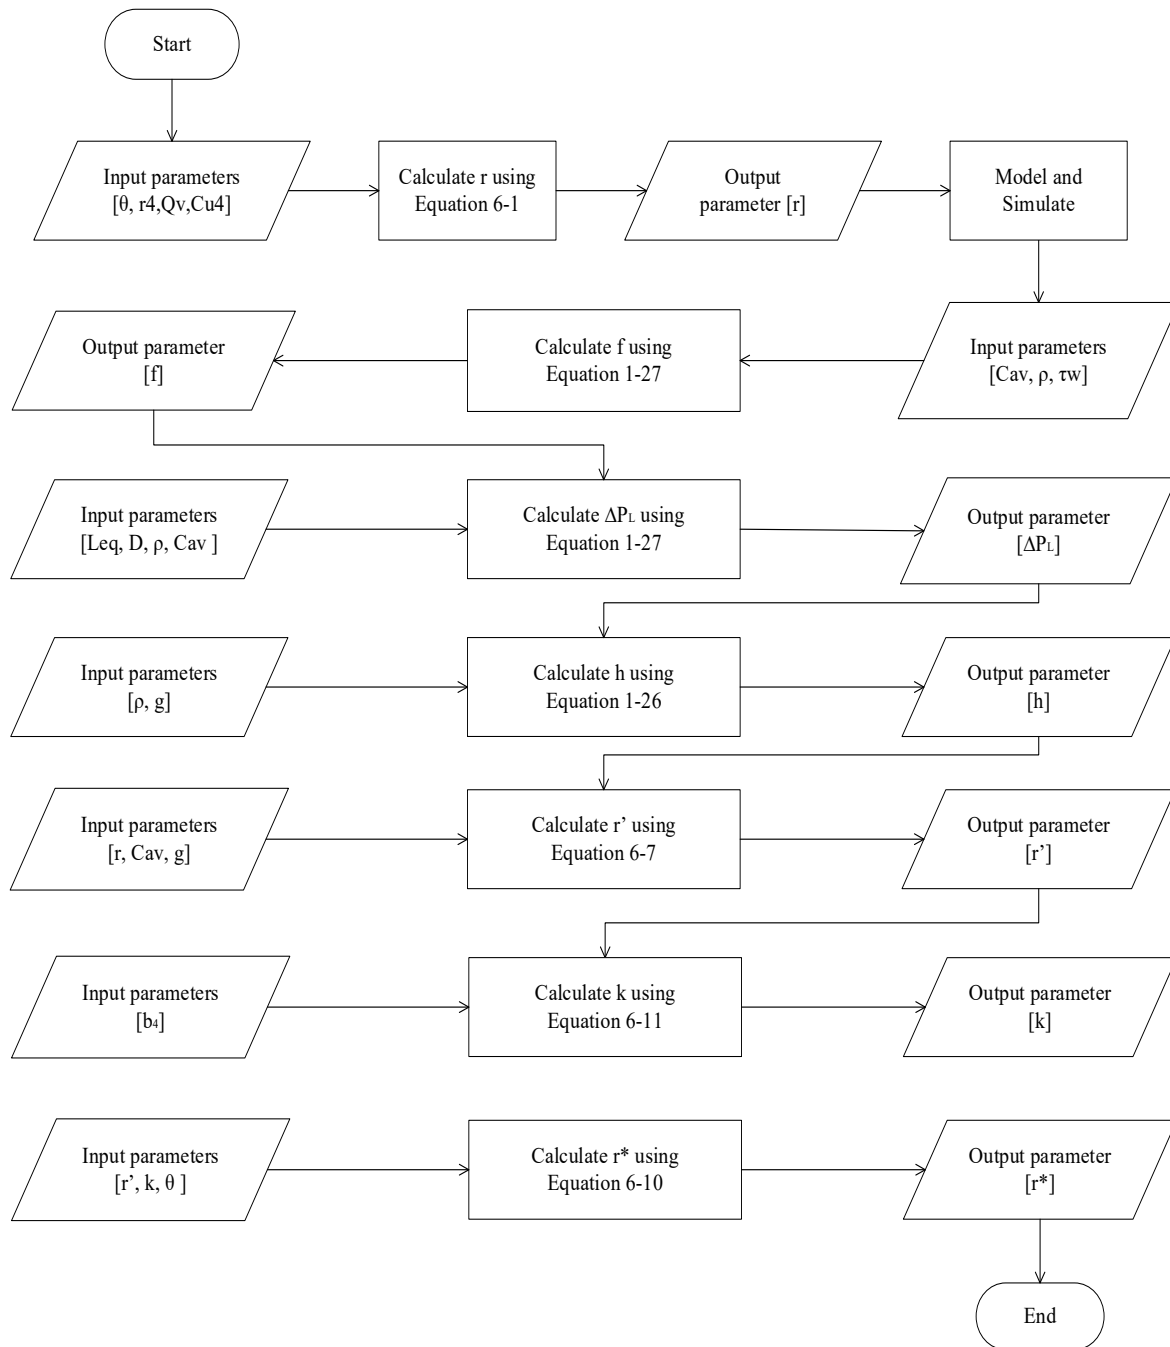 Start
Input parameters
[θ, r4,Qv,Cu4]
Calculate r using
Equation 6-1
Output
parameter [r]
Model and
Simulate
Output parameter
[f]
Calculate f using
Equation 1-27
Input parameters
[Cav, ρ, τw]
Input parameters
[Leq, D, ρ, Cav ]
Calculate ΔPL using
Equation 1-27
Output parameter
[ΔPL]
Input parameters
[ρ, g]
Calculate h using
Equation 1-26
Output parameter
[h]
Input parameters
[r, Cav, g]
Calculate r’ using
Equation 6-7
Output parameter
[r’]
Input parameters
[b4]
Calculate k using
Equation 6-11
Output parameter
[k]
Input parameters
[r’, k, θ ]
Calculate r* using
Equation 6-10
Output parameter
[r*]
End